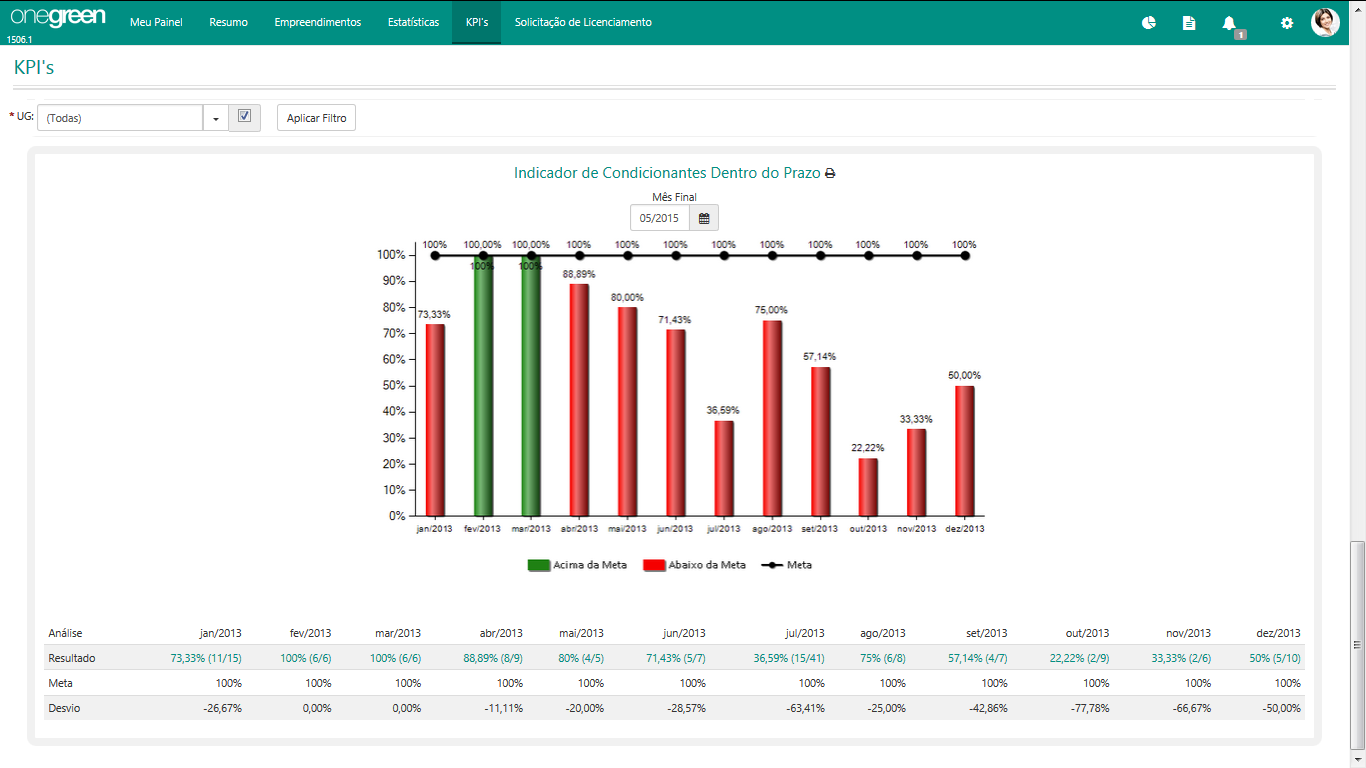 onegreen Meu Painel Resumo Empreendimentos Estatísticas KPI's Solicitação de Licenciamento
1506.1 1
KPI's
* UG: (Todas) Aplicar Filtro
Indicador de Condicionantes Dentro do Prazo
Mês Final
05/2015
100% 100,00% 100,00% 100% 100% 100% 100% 100% 100% 100% 100% 100%
100%
100% 100%
88,89%
90%
80,00%
80%
75,00%
73,33%
71,43%
70%
60%
57,14%
50,00%
50%
40%
36,59%
33,33%
30%
22,22%
20%
10%
0%
jan/2013 fev/2013 mar/2013 abr/2013 mai/2013 jun/2013 jul/2013 ago/2013 set/2013 out/2013 nov/2013 dez/2013
Acima da Meta Abaixo da Meta Meta
Análise jan/2013 fev/2013 mar/2013 abr/2013 mai/2013 jun/2013 jul/2013 ago/2013 set/2013 out/2013 nov/2013 dez/2013
Resultado 73,33% (11/15) 100% (6/6) 100% (6/6) 88,89% (8/9) 80% (4/5) 71,43% (5/7) 36,59% (15/41) 75% (6/8) 57,14% (4/7) 22,22% (2/9) 33,33% (2/6) 50% (5/10)
Meta 100% 100% 100% 100% 100% 100% 100% 100% 100% 100% 100% 100%
Desvio -26,67% 0,00% 0,00% -11,11% -20,00% -28,57% -63,41% -25,00% -42,86% -77,78% -66,67% -50,00%